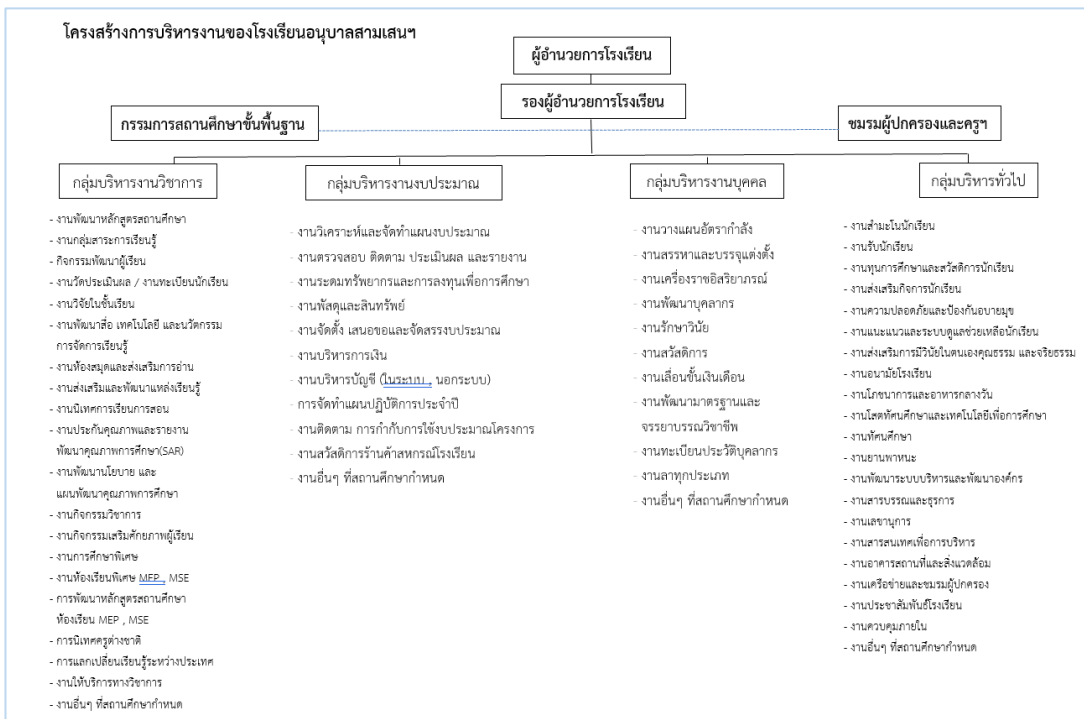 โครงสร้างการบริหารงานของโรงเรียนอนุบาลสามเสนฯ
ผู้อำนวยการโรงเรียน
รองผู้อำนวยการโรงเรียน
กรรมการสถานศึกษาขั้นพื้นฐาน
ชมรมผู้ปกครองและครูฯ
กลุ่มบริหารงานวิชาการ
- งานพัฒนาหลักสูตรสถานศึกษา
- งานกลุ่มสาระการเรียนรู้
- กิจกรรมพัฒนาผู้เรียน
- งานวัดประเมินผล / งานทะเบียนนักเรียน
- งานวิจัยในชั้นเรียน
- งานพัฒนาสื่อ เทคโนโลยี และนวัตกรรม
การจัดการเรียนรู้
- งานห้องสมุดและส่งเสริมการอ่าน
- งานส่งเสริมและพัฒนาแหล่งเรียนรู้
- งานนิเทศการเรียนการสอน
- งานประกันคุณภาพและรายงาน
พัฒนาคุณภาพการศึกษา(SAR)
- งานพัฒนานโยบาย และ
แผนพัฒนาคุณภาพการศึกษา
- งานกิจกรรมวิชาการ
- งานกิจกรรมเสริมศักยภาพผู้เรียน
- งานการศึกษาพิเศษ
- งานห้องเรียนพิเศษ MEP , MSE
- การพัฒนาหลักสูตรสถานศึกษา
ห้องเรียน MEP , MSE
- การนิเทศครูต่างชาติ
- การแลกเปลี่ยนเรียนรู้ระหว่างประเทศ
- งานให้บริการทางวิชาการ
- งานอื่นๆ ที่สถานศึกษากำหนด
กลุ่มบริหารงานงบประมาณ
- งานวิเคราะห์และจัดทำแผนงบประมาณ
- งานตรวจสอบ ติดตาม ประเมินผล และรายงาน
- งานระดมทรัพยากรและการลงทุนเพื่อการศึกษา
- งานพัสดุและสินทรัพย์
- งานจัดตั้ง เสนอขอและจัดสรรงบประมาณ
- งานบริหารการเงิน
- งานบริหารบัญชี (ในระบบ , นอกระบบ)
- การจัดทำแผนปฏิบัติการประจำปี
- งานติดตาม การกำกับการใช้งบประมาณโครงการ
- งานสวัสดิการร้านค้าสหกรณ์โรงเรียน
- งานอื่นๆ ที่สถานศึกษากำหนด
กลุ่มบริหารงานบุคคล
- งานวางแผนอัตรากำลัง
- งานสรรหาและบรรจุแต่งตั้ง
- งานเครื่องราชอิสริยาภรณ์
- งานพัฒนาบุคลากร
- งานรักษาวินัย
- งานสวัสดิการ
- งานเลื่อนขั้นเงินเดือน
- งานพัฒนามาตรฐานและ
จรรยาบรรณวิชาชีพ
- งานทะเบียนประวัติบุคลากร
- งานลาทุกประเภท
- งานอื่นๆ ที่สถานศึกษากำหนด
กลุ่มบริหารทั่วไป
- งานสำมะโนนักเรียน
- งานรับนักเรียน
- งานทุนการศึกษาและสวัสดิการนักเรียน
- งานส่งเสริมกิจการนักเรียน
- งานความปลอดภัยและป้องกันอบายมุข
- งานแนะแนวและระบบดูแลช่วยเหลือนักเรียน
- งานส่งเสริมการมีวินัยในตนเองคุณธรรม และจริยธรรม
- งานอนามัยโรงเรียน
- งานโภชนาการและอาหารกลางวัน
- งานโสตทัศนศึกษาและเทคโนโลยีเพื่อการศึกษา
- งานทัศนศึกษา
- งานยานพาหนะ
- งานพัฒนาระบบบริหารและพัฒนาองค์กร
- งานสารบรรณและธุรการ
- งานเลขานุการ
- งานสารสนเทศเพื่อการบริหาร
- งานอาคารสถานที่และสิ่งแวดล้อม
- งานเครือข่ายและชมรมผู้ปกครอง
- งานประชาสัมพันธ์โรงเรียน
- งานควบคุมภายใน
- งานอื่นๆ ที่สถานศึกษากำหนด